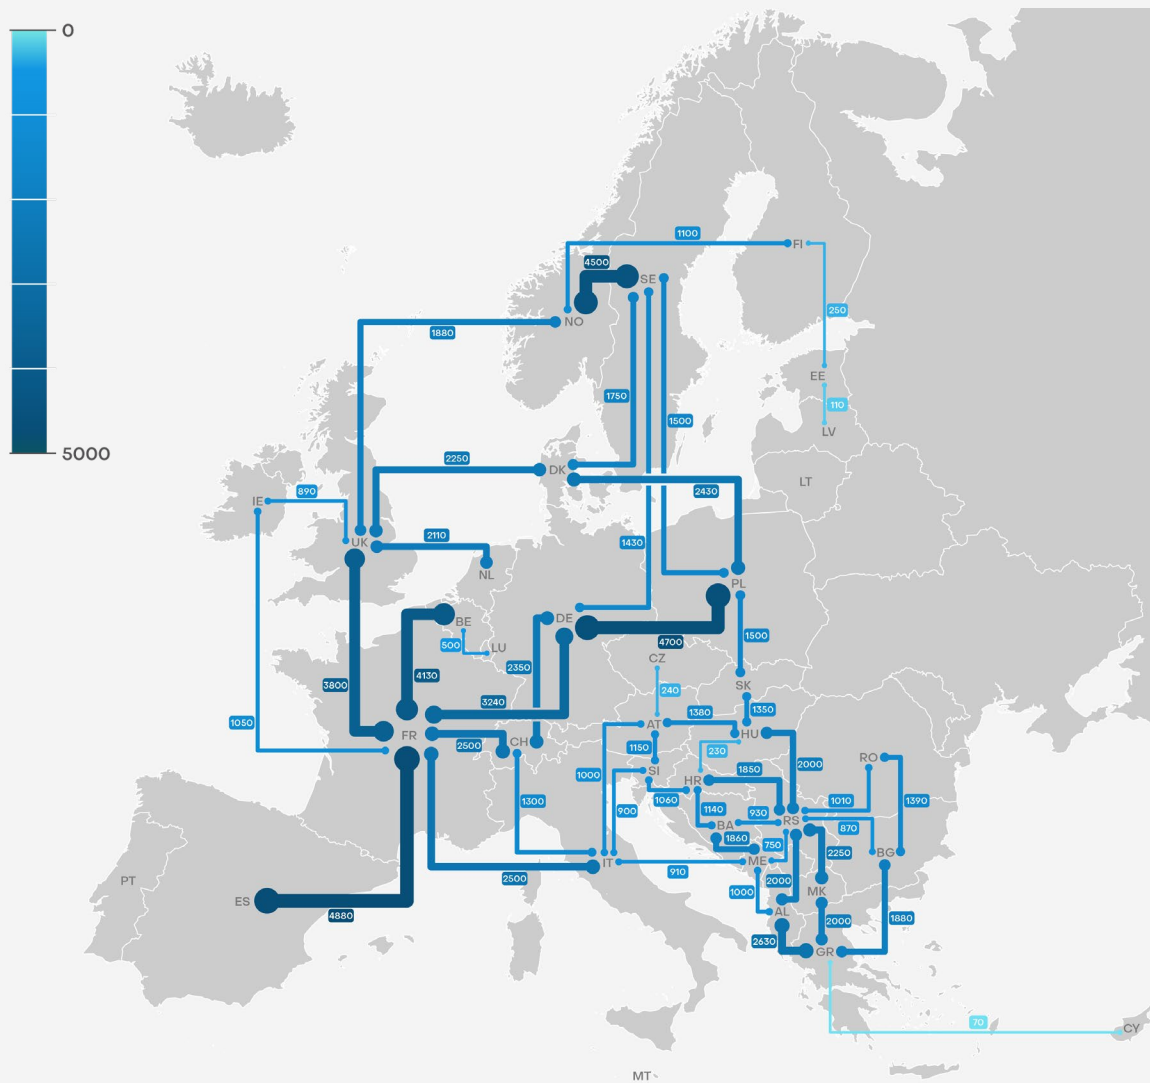 0
FI
1100
4500
SE
250
NO
1880
EE
1750
110
1500
LV
5000
2250
DK
LT
2430
890
IE
2110
1430
UK
NL
PL
BE
DE
1500
4700
500
LU
2350
CZ
4130
3800
240
SK
3240
1350
1050
AT
1380
FR
2500
CH
1150
230
HU
RO
SI
2000
1000
HR
1850
1390
1300
900
1060
1140
930
1010
RS
870
BA
1860
750
2250
BG
IT
ME
910
2500
2000
PT
1000
MK
ES
AL
4880
2000
1880
2630
GR
70
CY
MT